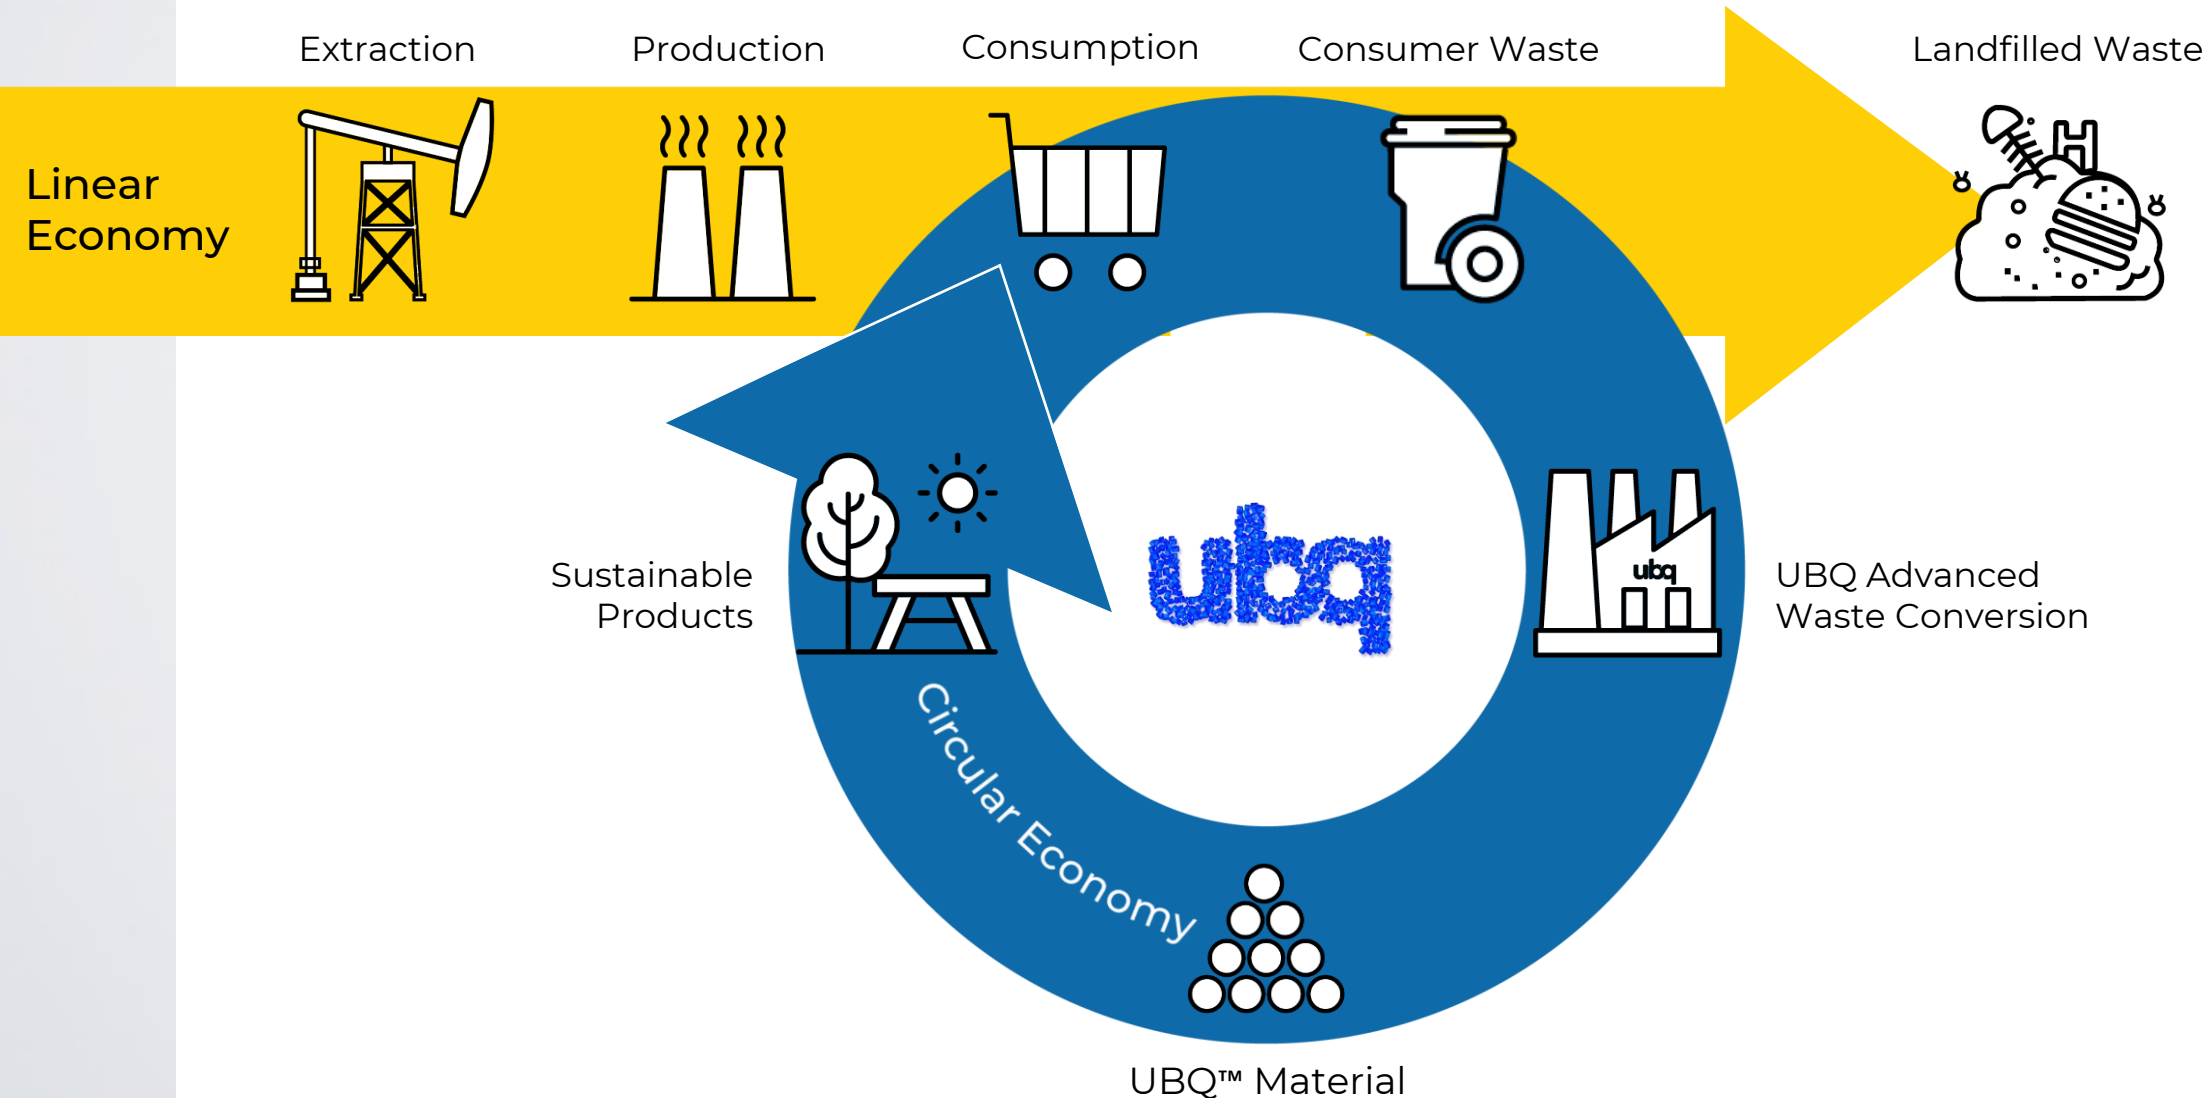 Extraction
Production
Consumption
Consumer Waste
Landfilled Waste
Linear
Economy
ubq
ubq
Sustainable
Products
UBQ Advanced
Waste Conversion
Circular Economy
UBQ™ Material